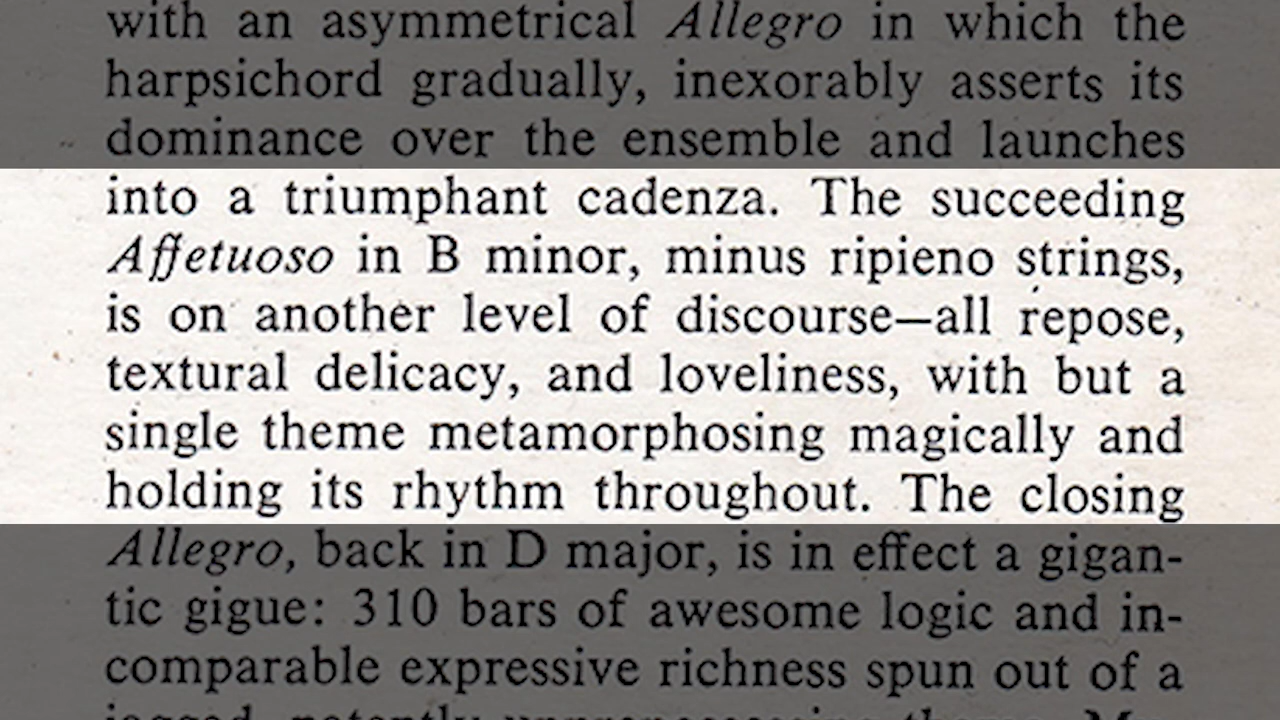 with an asymmetrical Allegro in which the
harpsichord gradually, inexorably asserts its
dominance over the ensemble and launches
into a triumphant cadenza. The succeeding
Affetuoso in B minor, minus ripieno strings,
is on another level of discourse—all repose,
textural delicacy, and loveliness, with but a
single theme metamorphosing magically and
holding its rhythm throughout. The closing
Allegro, back in D major, is in effect a gigan-
tic gigue: 310 bars of awesome logic and in-
comparable expressive richness spun out of a